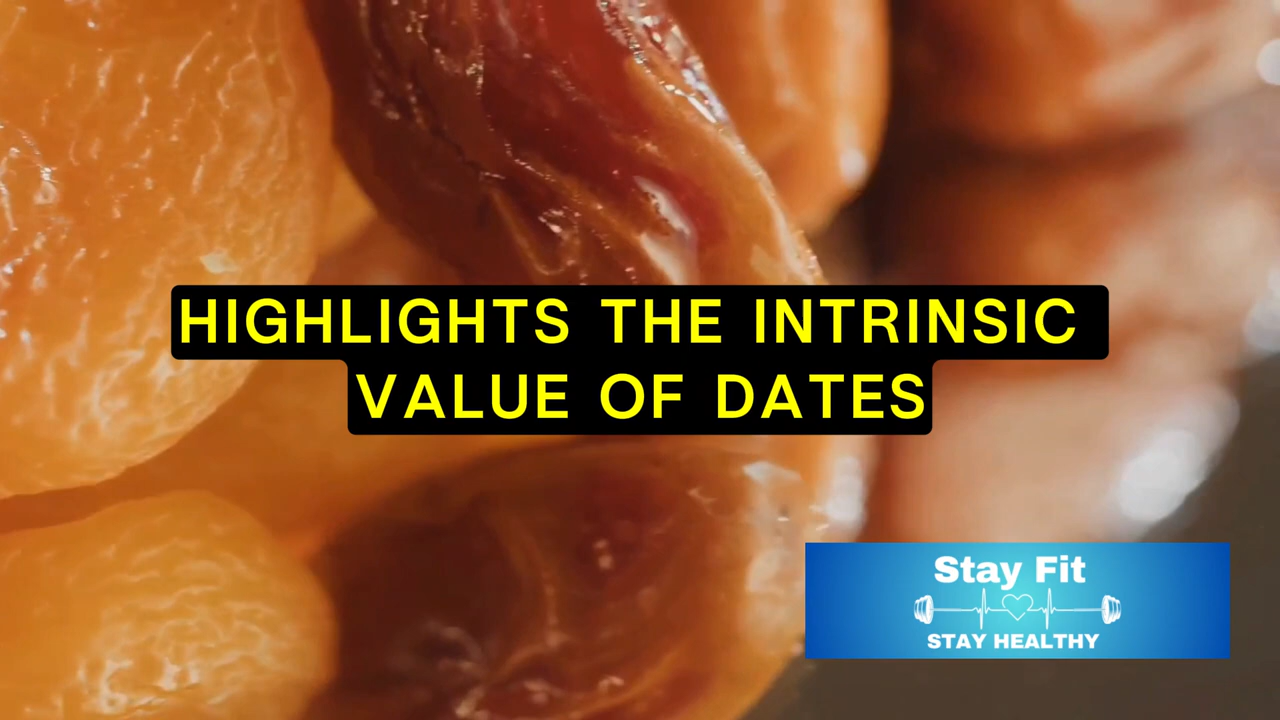 HIGHLIGHTS THE INTRINSIC
VALUE OF DATES
Stay Fit
STAY HEALTHY